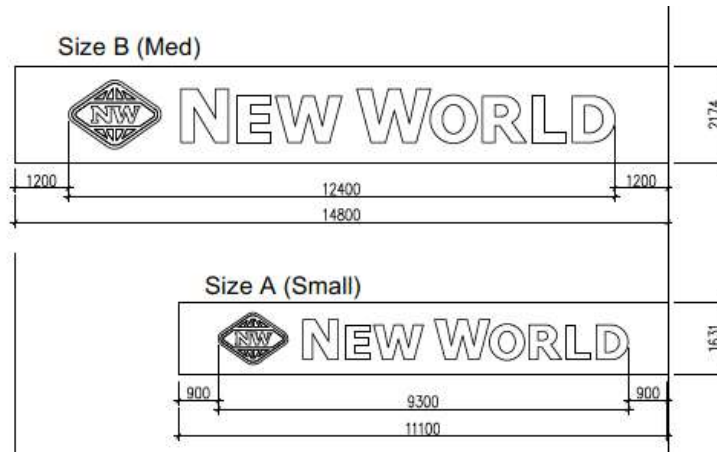 Size B (Med)
NW NEW WORLD
2174
1200 12400 1200
14800
Size A (Small)
NW NEW WORLD
1631
900 9300 900
11100